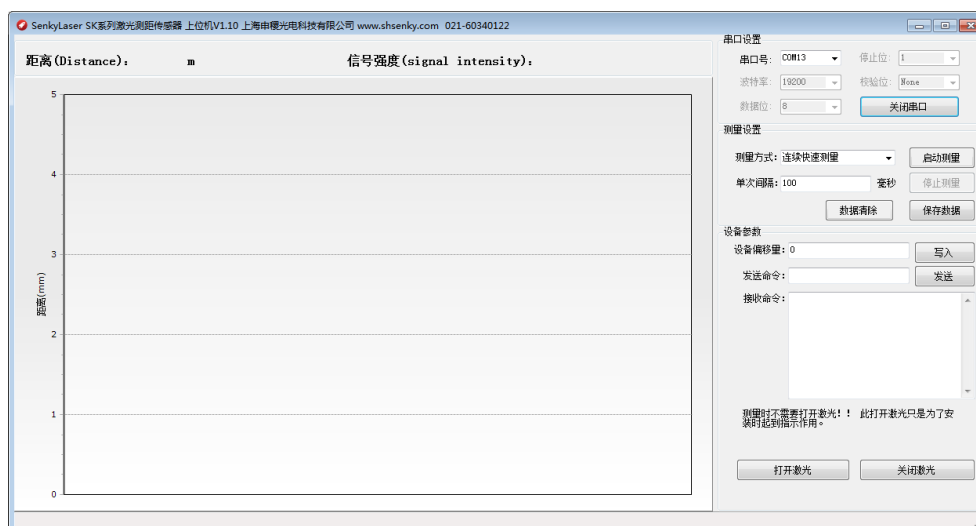 SenkyLaser SK系列激光测距传感器 上位机V1.10 上海申稷光电科技有限公司 www.shsenky.com 021-60340122
距离(Distance): m 信号强度(signal intensity):
5
4
3
2
1
0
距离(mm)
串口设置
串口号: COM13 停止位: 1
波特率: 19200 校验位: None
数据位: 8 关闭串口
测量设置
测量方式: 连续快速测量 启动测量
单次间隔: 100 毫秒 停止测量
数据清除 保存数据
设备参数
设备偏移量: 0 写入
发送命令: 发送
接收命令:
测量时不需要打开激光!! 此打开激光只是为了安
装时起到指示作用。
打开激光 关闭激光